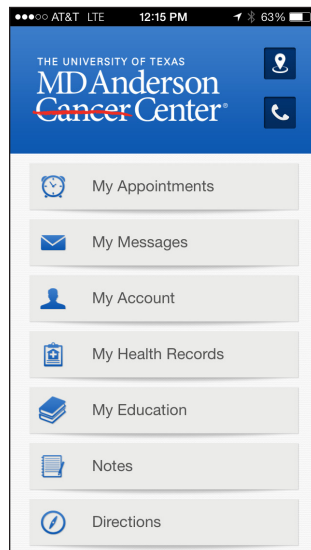 AT&T LTE 12:15 PM 63%
THE UNIVERSITY OF TEXAS
MD Anderson
Cancer Center®
My Appointments
My Messages
My Account
My Health Records
My Education
Notes
Directions